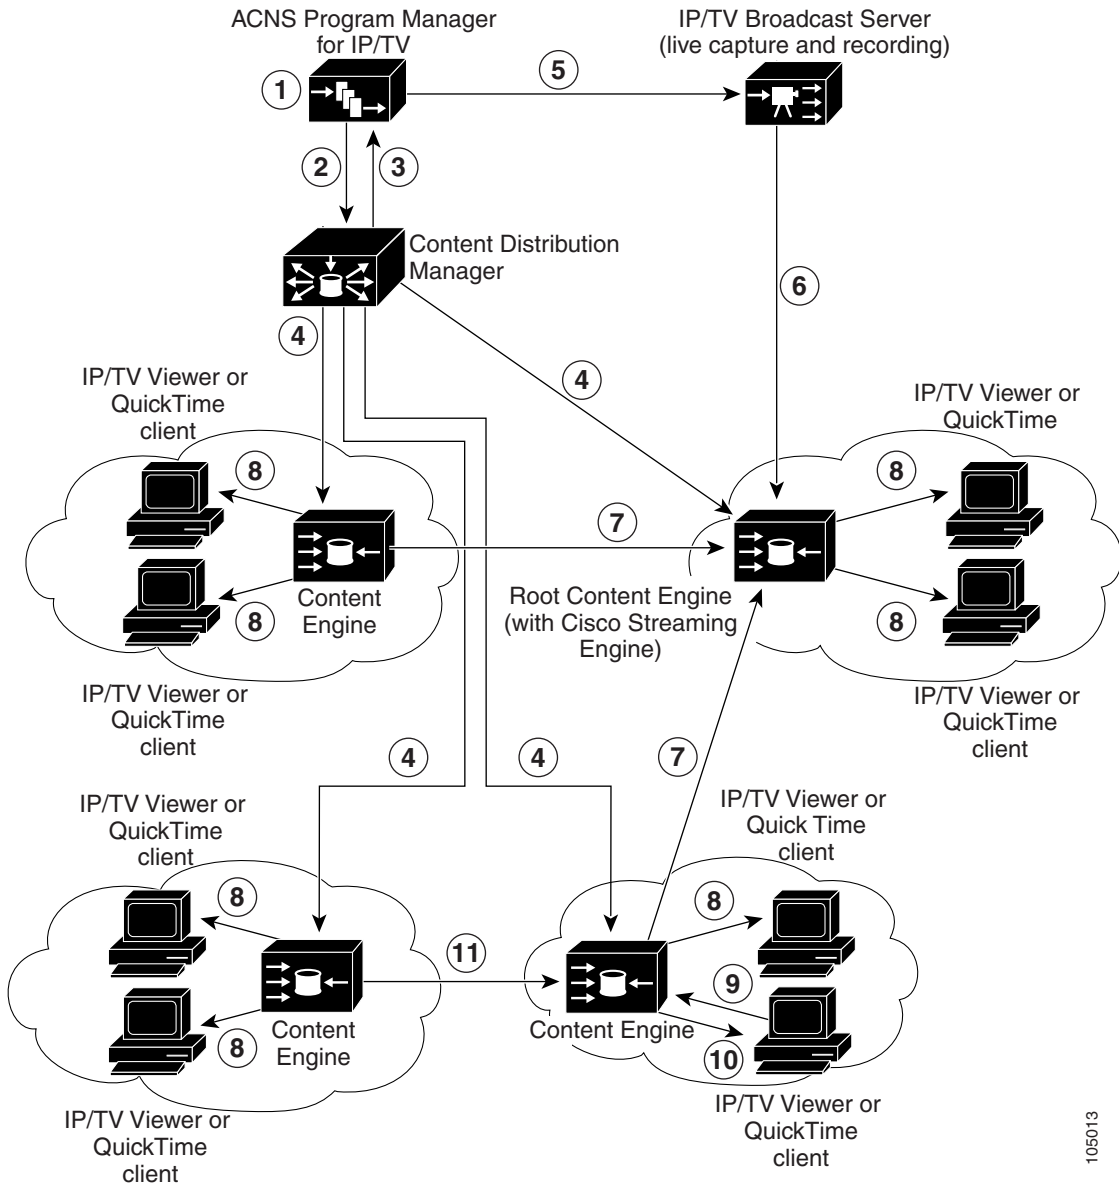 ACNS Program Manager
for IP/TV
IP/TV Broadcast Server
(live capture and recording)
1
5
2
3
Content Distribution
Manager
6
4
4
IP/TV Viewer or
QuickTime
client
IP/TV Viewer or
QuickTime
8
8
7
Content
Engine
Root Content Engine
(with Cisco Streaming
Engine)
8
8
IP/TV Viewer or
QuickTime
client
IP/TV Viewer or
QuickTime
client
4
4
7
IP/TV Viewer or
QuickTime
client
IP/TV Viewer or
Quick Time
client
8
8
11
9
Content
Engine
Content Engine
8
10
IP/TV Viewer or
QuickTime
client
IP/TV Viewer or
QuickTime
client
105013